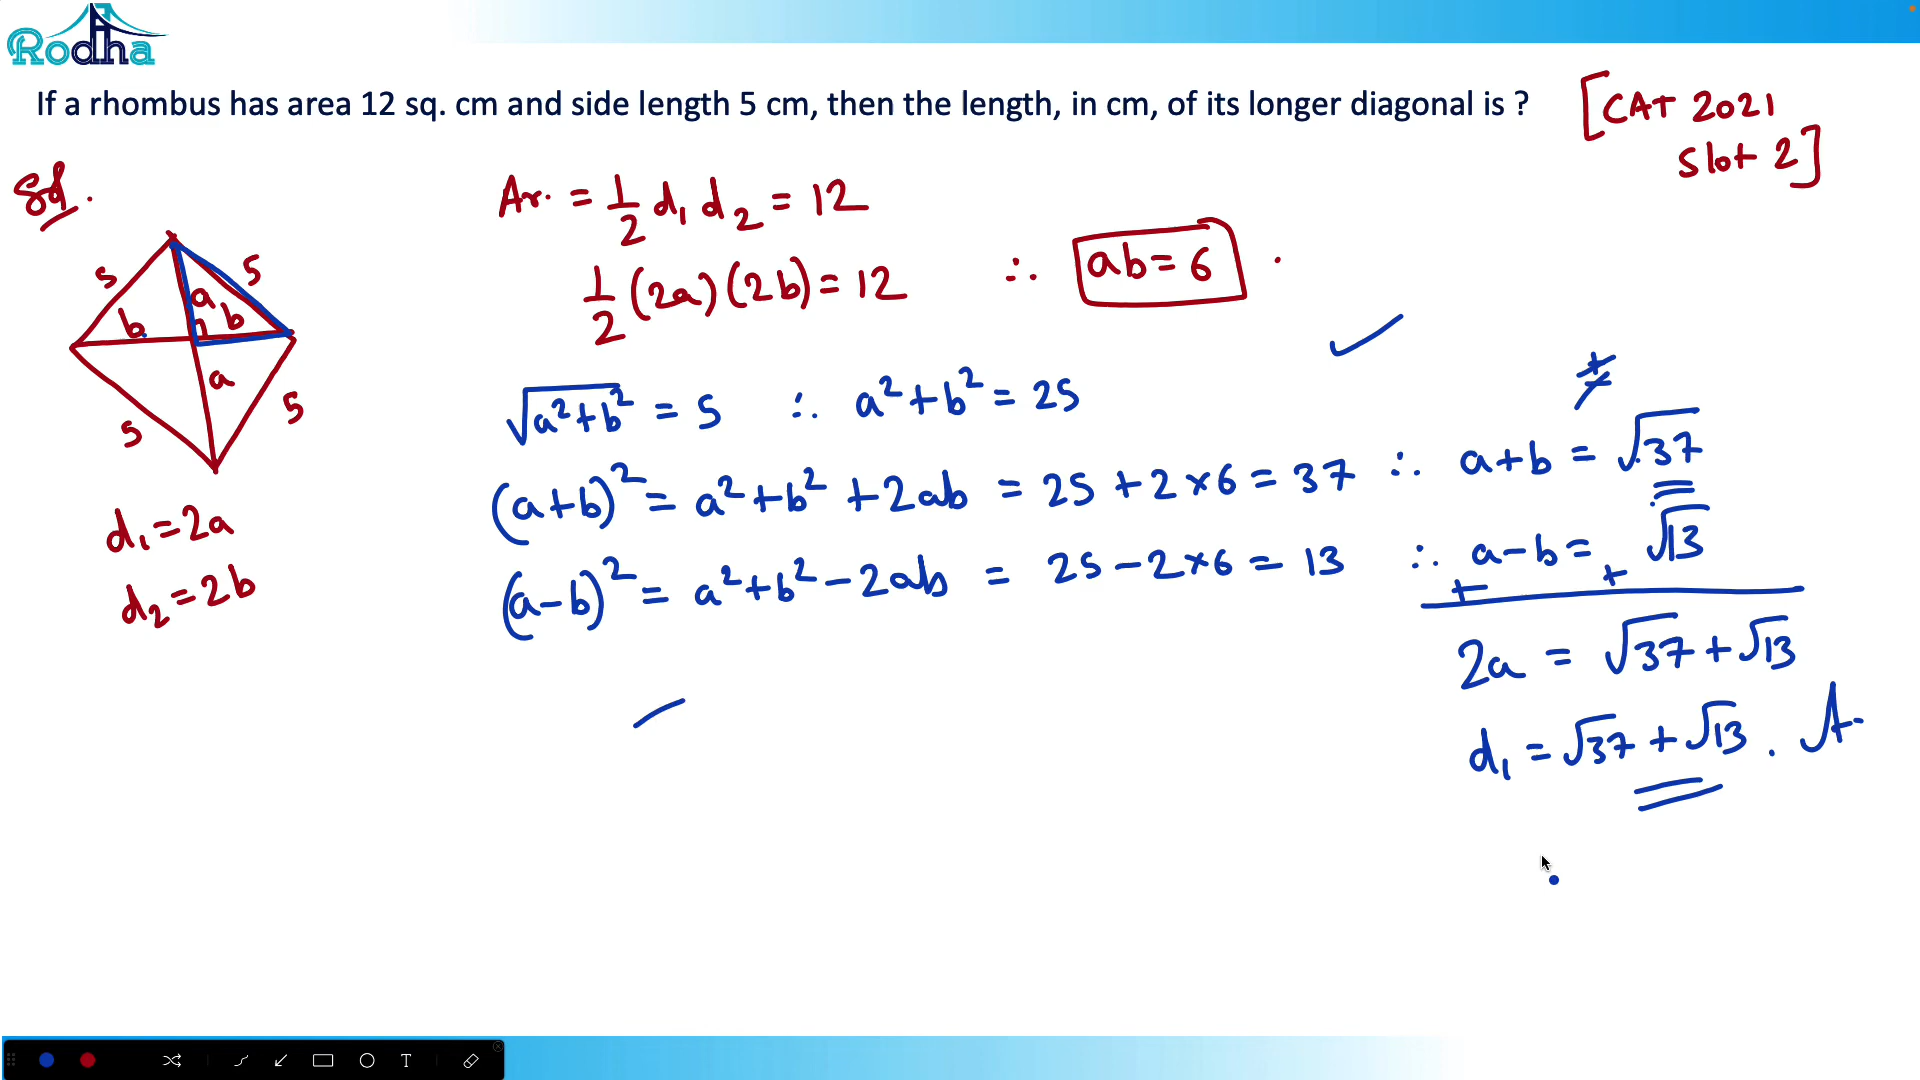 Rodha
If a rhombus has area 12 sq. cm and side length 5 cm, then the length, in cm, of its longer diagonal is ?
[CAT 2021
Slot 2]
Sol.
Ar. = 1/2 d₁ d₂ = 12
1/2 (2a)(2b) = 12 ∴ ab = 6
5 5
a
b b
a
5 5
√(a²+b²) = 5 ∴ a²+b² = 25
(a+b)² = a²+b² +2ab = 25 + 2×6 = 37 ∴ a+b = √37
d₁ = 2a
(a−b)² = a²+b² −2ab = 25 − 2×6 = 13 ∴ a−b = √13
+ +
d₂ = 2b
2a = √37 + √13
d₁ = √37 + √13 .
T